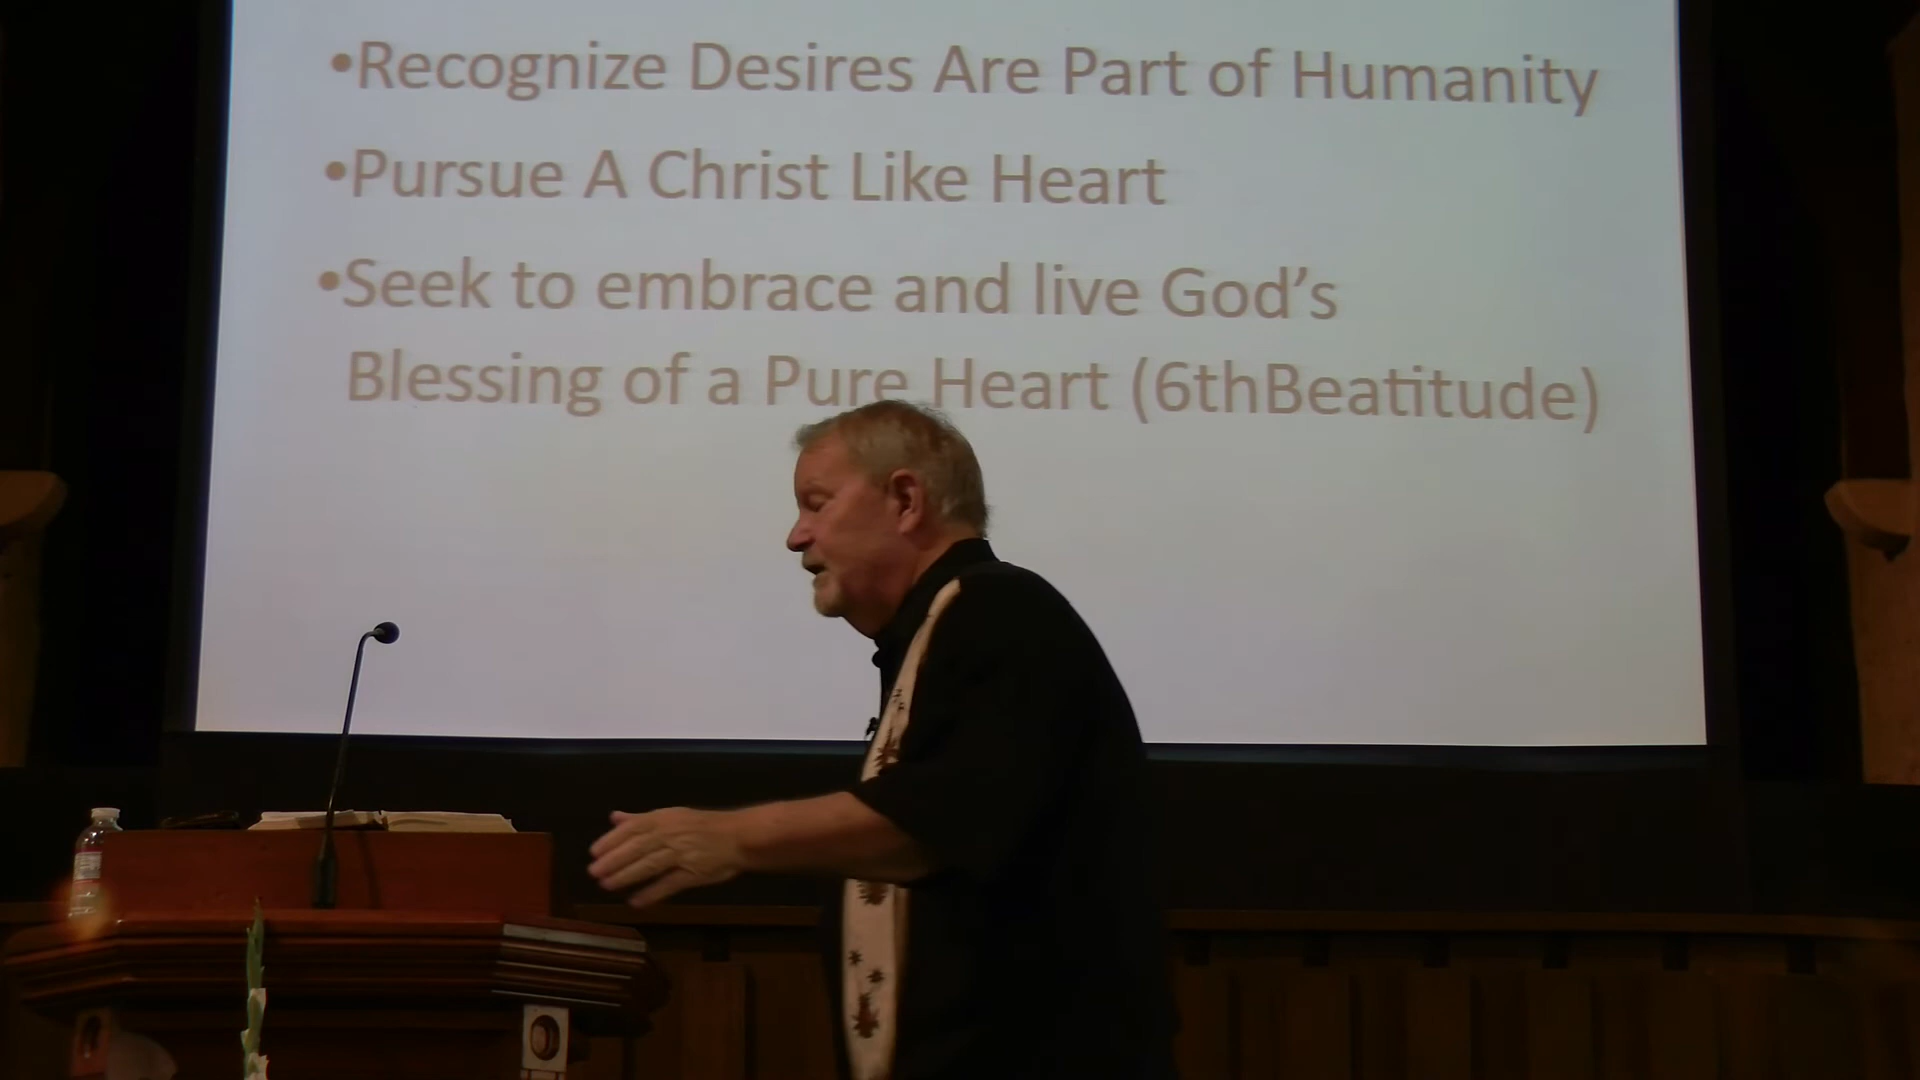 •Recognize Desires Are Part of Humanity
•Pursue A Christ Like Heart
•Seek to embrace and live God's
Blessing of a Pure Heart (6thBeatitude)